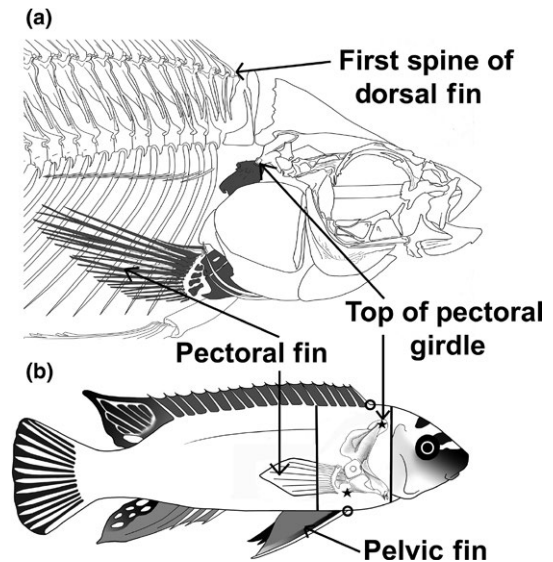 (a)
First spine of
dorsal fin
Top of pectoral
girdle
Pectoral fin
(b)
Pelvic fin